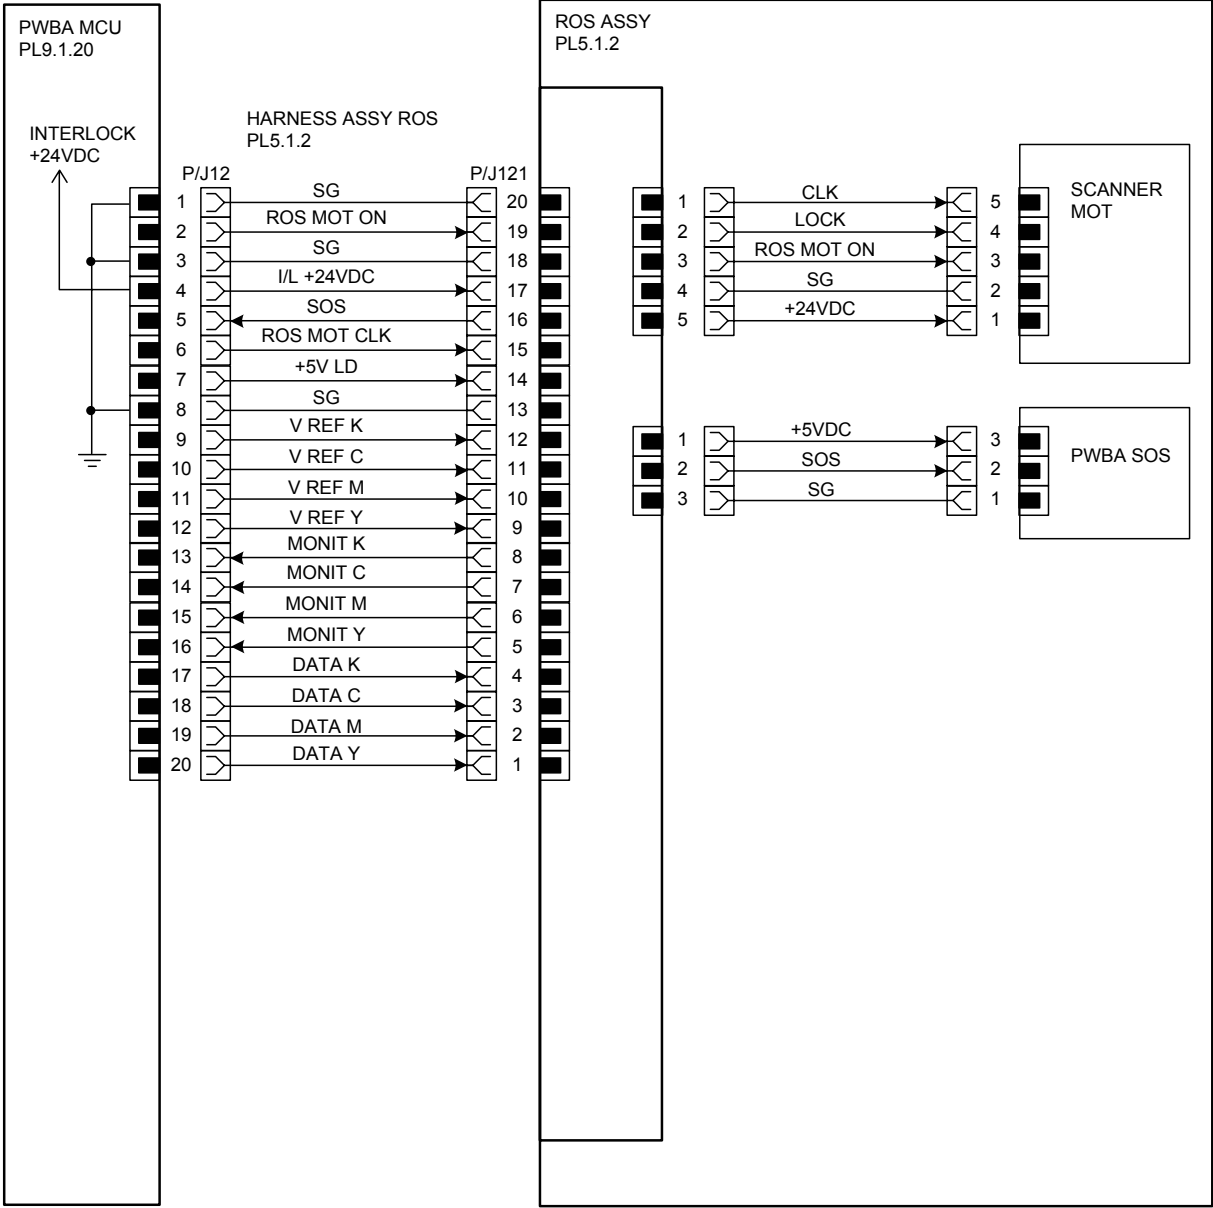 PWBA MCU
PL9.1.20
ROS ASSY
PL5.1.2
HARNESS ASSY ROS
PL5.1.2
INTERLOCK
+24VDC
P/J12
P/J121
1 SG 20
2 ROS MOT ON 19
3 SG 18
4 I/L +24VDC 17
5 SOS 16
6 ROS MOT CLK 15
7 +5V LD 14
8 SG 13
9 V REF K 12
10 V REF C 11
11 V REF M 10
12 V REF Y 9
13 MONIT K 8
14 MONIT C 7
15 MONIT M 6
16 MONIT Y 5
17 DATA K 4
18 DATA C 3
19 DATA M 2
20 DATA Y 1
1 CLK 5
2 LOCK 4
3 ROS MOT ON 3
4 SG 2
5 +24VDC 1
SCANNER
MOT
1 +5VDC 3
2 SOS 2
3 SG 1
PWBA SOS